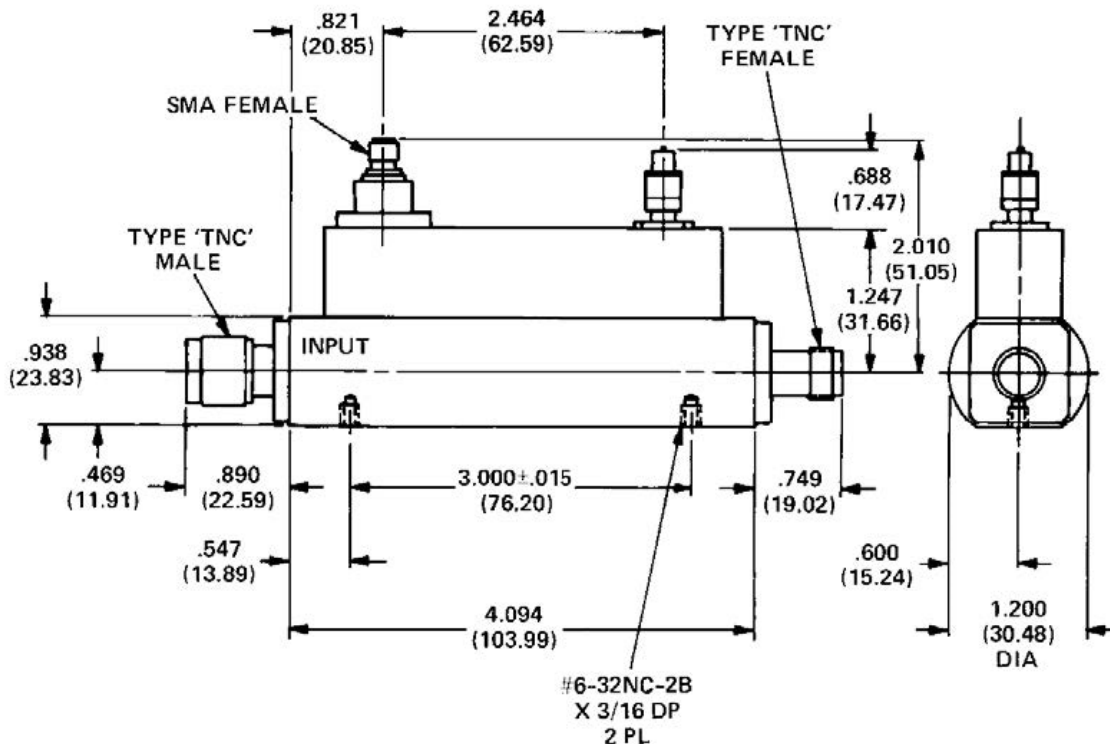 .821
(20.85)
2.464
(62.59)
TYPE 'TNC'
FEMALE
SMA FEMALE
.688
(17.47)
TYPE 'TNC'
MALE
2.010
(51.05)
1.247
(31.66)
INPUT
.938
(23.83)
.469
(11.91)
.890
(22.59)
3.000±.015
(76.20)
.749
(19.02)
.547
(13.89)
.600
(15.24)
4.094
(103.99)
1.200
(30.48)
DIA
#6-32NC-2B
X 3/16 DP
2 PL